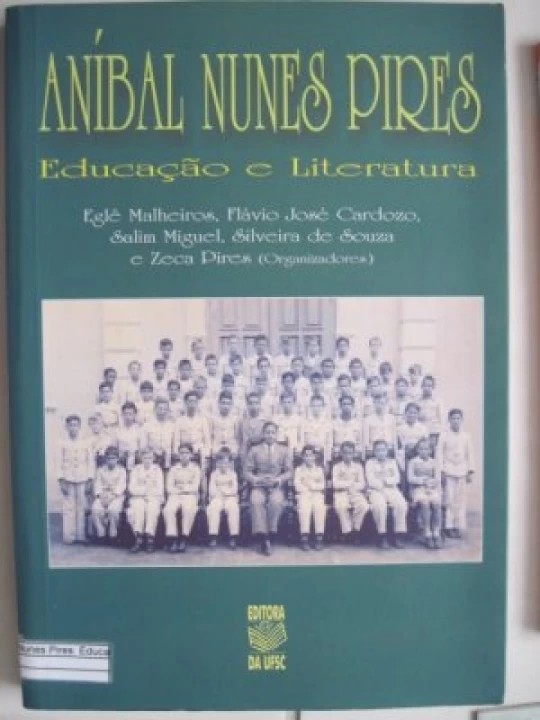 ANÍBAL NUNES PIRES
Educação e Literatura
Eglê Malheiros, Flávio José Cardozo,
Salim Miguel, Silveira de Souza
e Zeca Pires (Organizadores)
EDITORA
DA UFSC
Nunes Pires: Educa